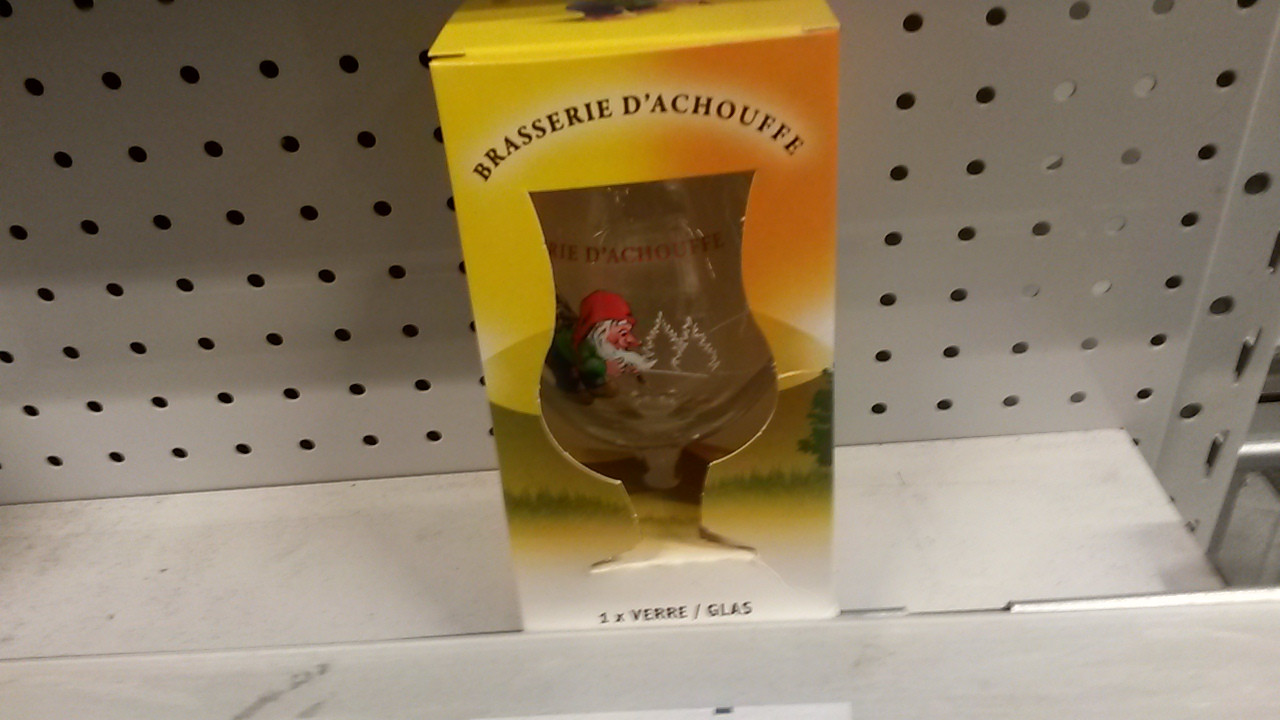 BRASSERIE D'ACHOUFFE
RIE D'ACHOUFFE
1 x VERRE / GLAS